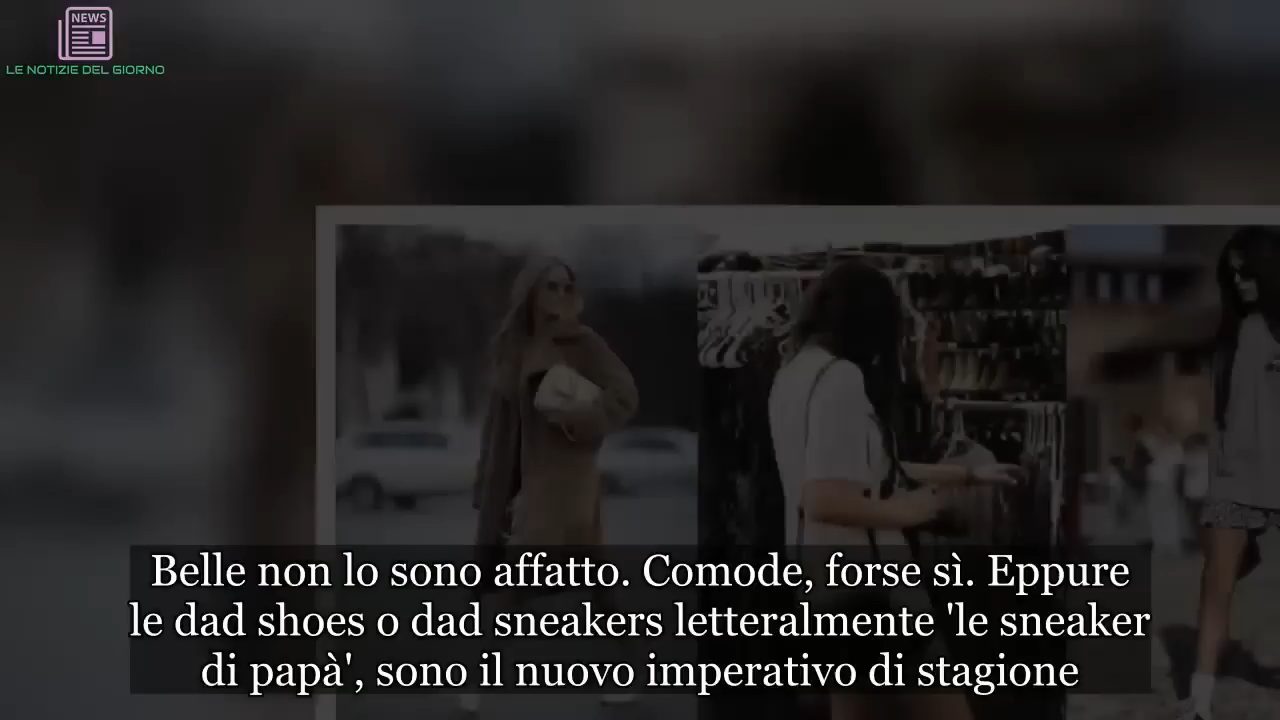 NEWS
LE NOTIZIE DEL GIORNO
Belle non lo sono affatto. Comode, forse sì. Eppure
le dad shoes o dad sneakers letteralmente 'le sneaker
di papà', sono il nuovo imperativo di stagione